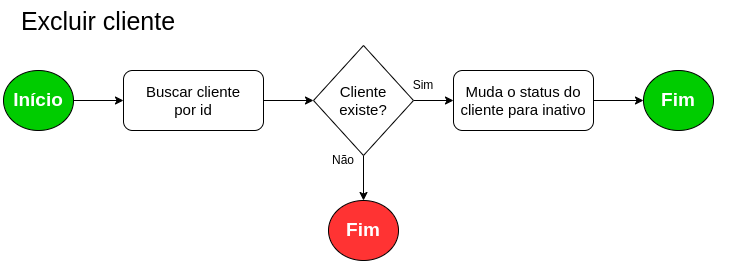 Excluir cliente
Início
Buscar cliente
por id
Cliente
existe?
Sim
Muda o status do
cliente para inativo
Fim
Não
Fim